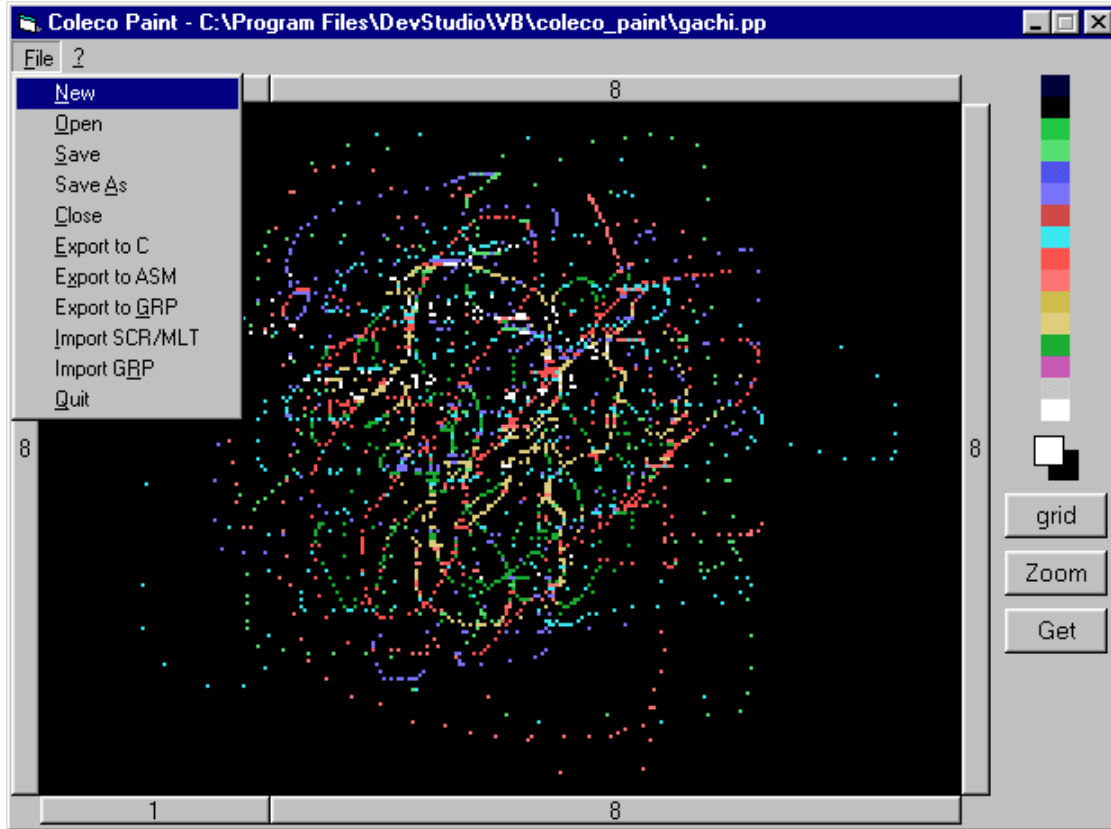 Coleco Paint - C:\Program Files\DevStudio\VB\coleco_paint\gachi.pp
File ?
8
New
Open
Save
Save As
Close
Export to C
Export to ASM
Export to GRP
Import SCR/MLT
Import GRP
Quit
8
8
grid
Zoom
Get
1
8